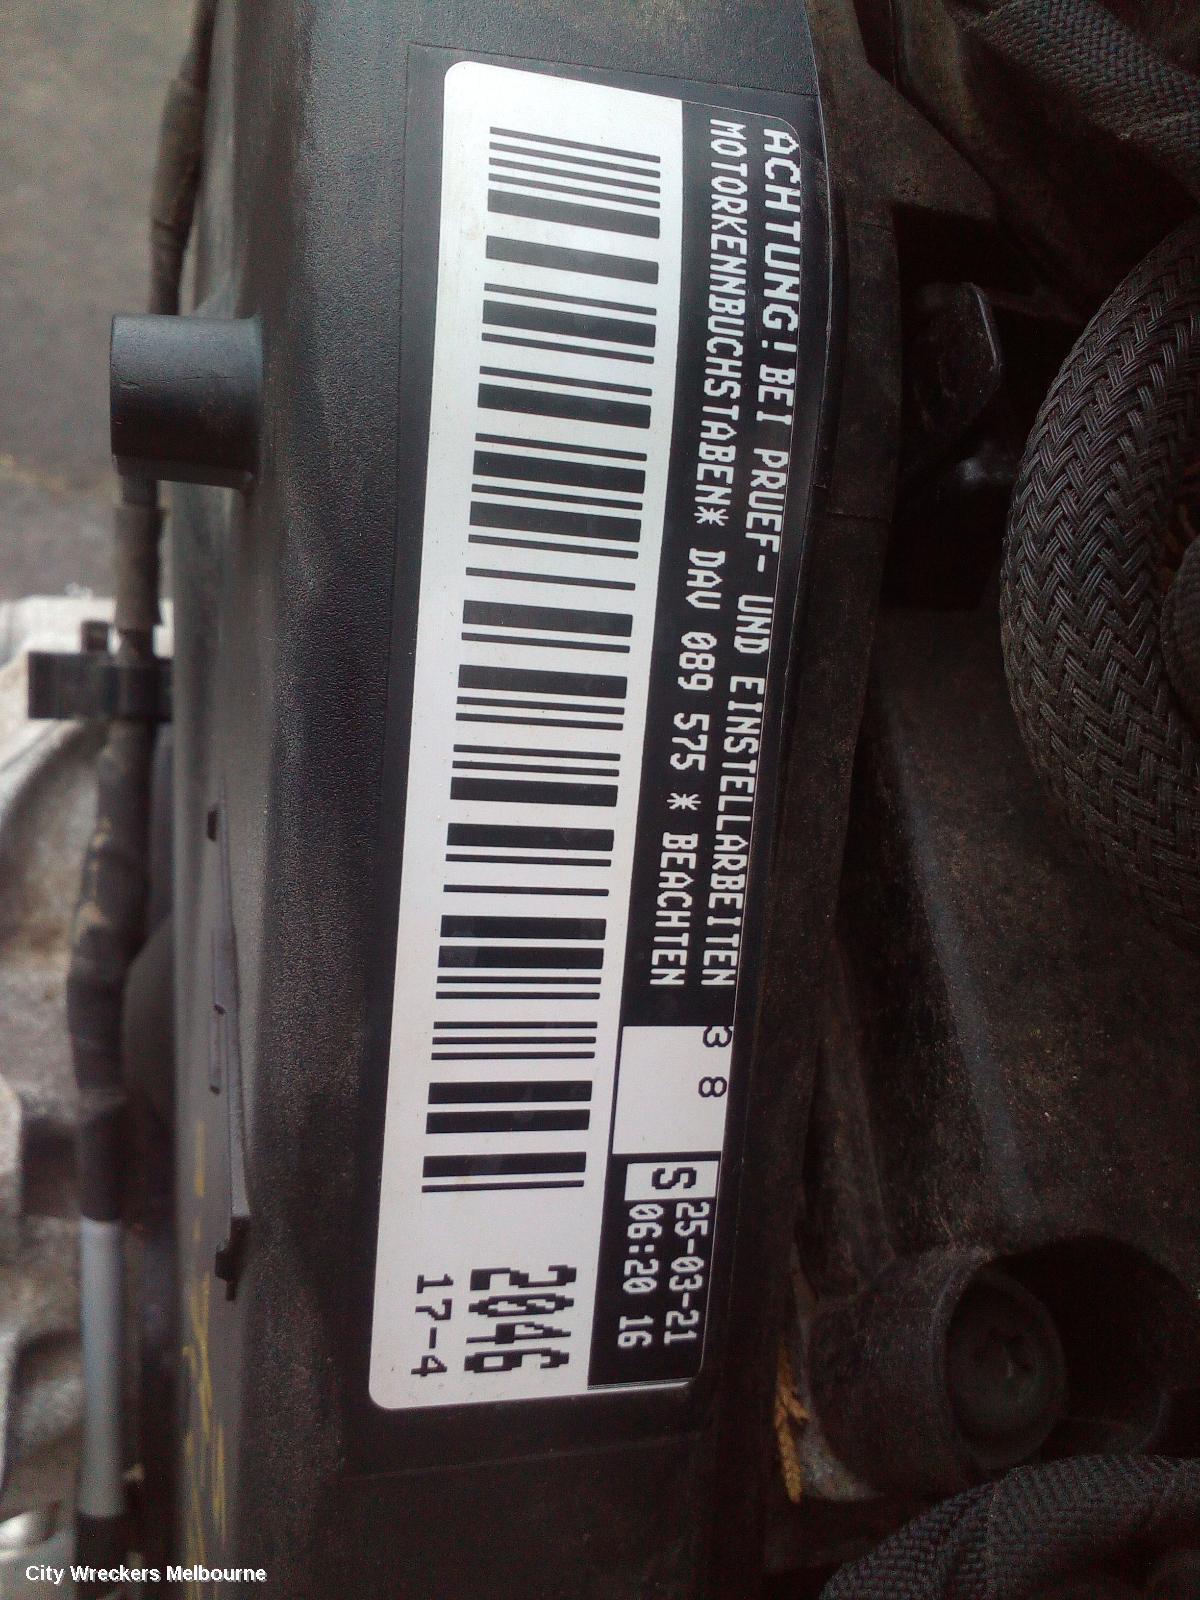 ACHTUNG! BEI PRUEF- UND EINSTELLARBEITEN
MOTORKENNBUCHSTABEN* DAV 089 575 * BEACHTEN
3 8
S 25-03-21
06:20 16
2046
17-4
City Wreckers Melbourne